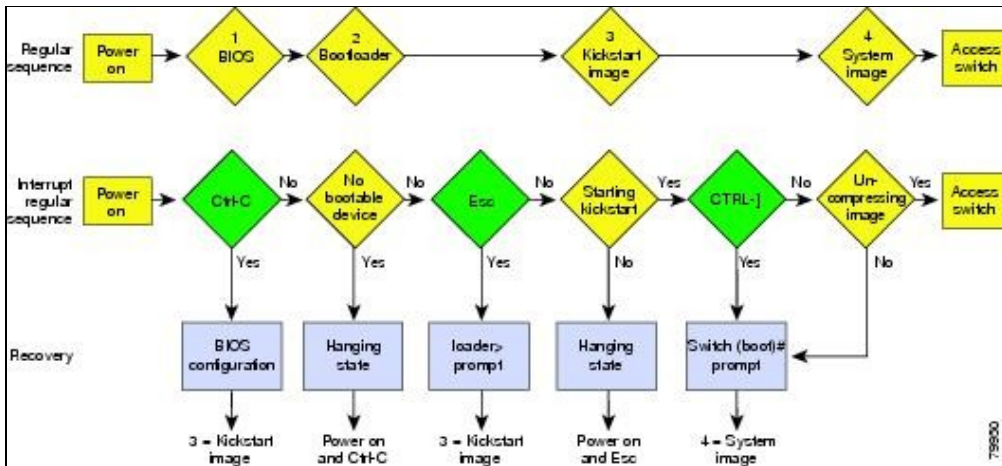 Regular
sequence
Power
on
1
BIOS
2
Bootloader
3
Kickstart
image
4
System
image
Access
switch
Interrupt
regular
sequence
Power
on
Ctrl-C
No
No
bootable
device
No
Esc
No
Starting
kickstart
Yes
CTRL-]
No
Un-
compressing
image
Yes
Access
switch
Yes
Yes
Yes
No
Yes
No
Recovery
BIOS
configuration
Hanging
state
loader>
prompt
Hanging
state
Switch (boot)#
prompt
3 = Kickstart
image
Power on
and Ctrl-C
3 = Kickstart
image
Power on
and Esc
4 = System
image
79950